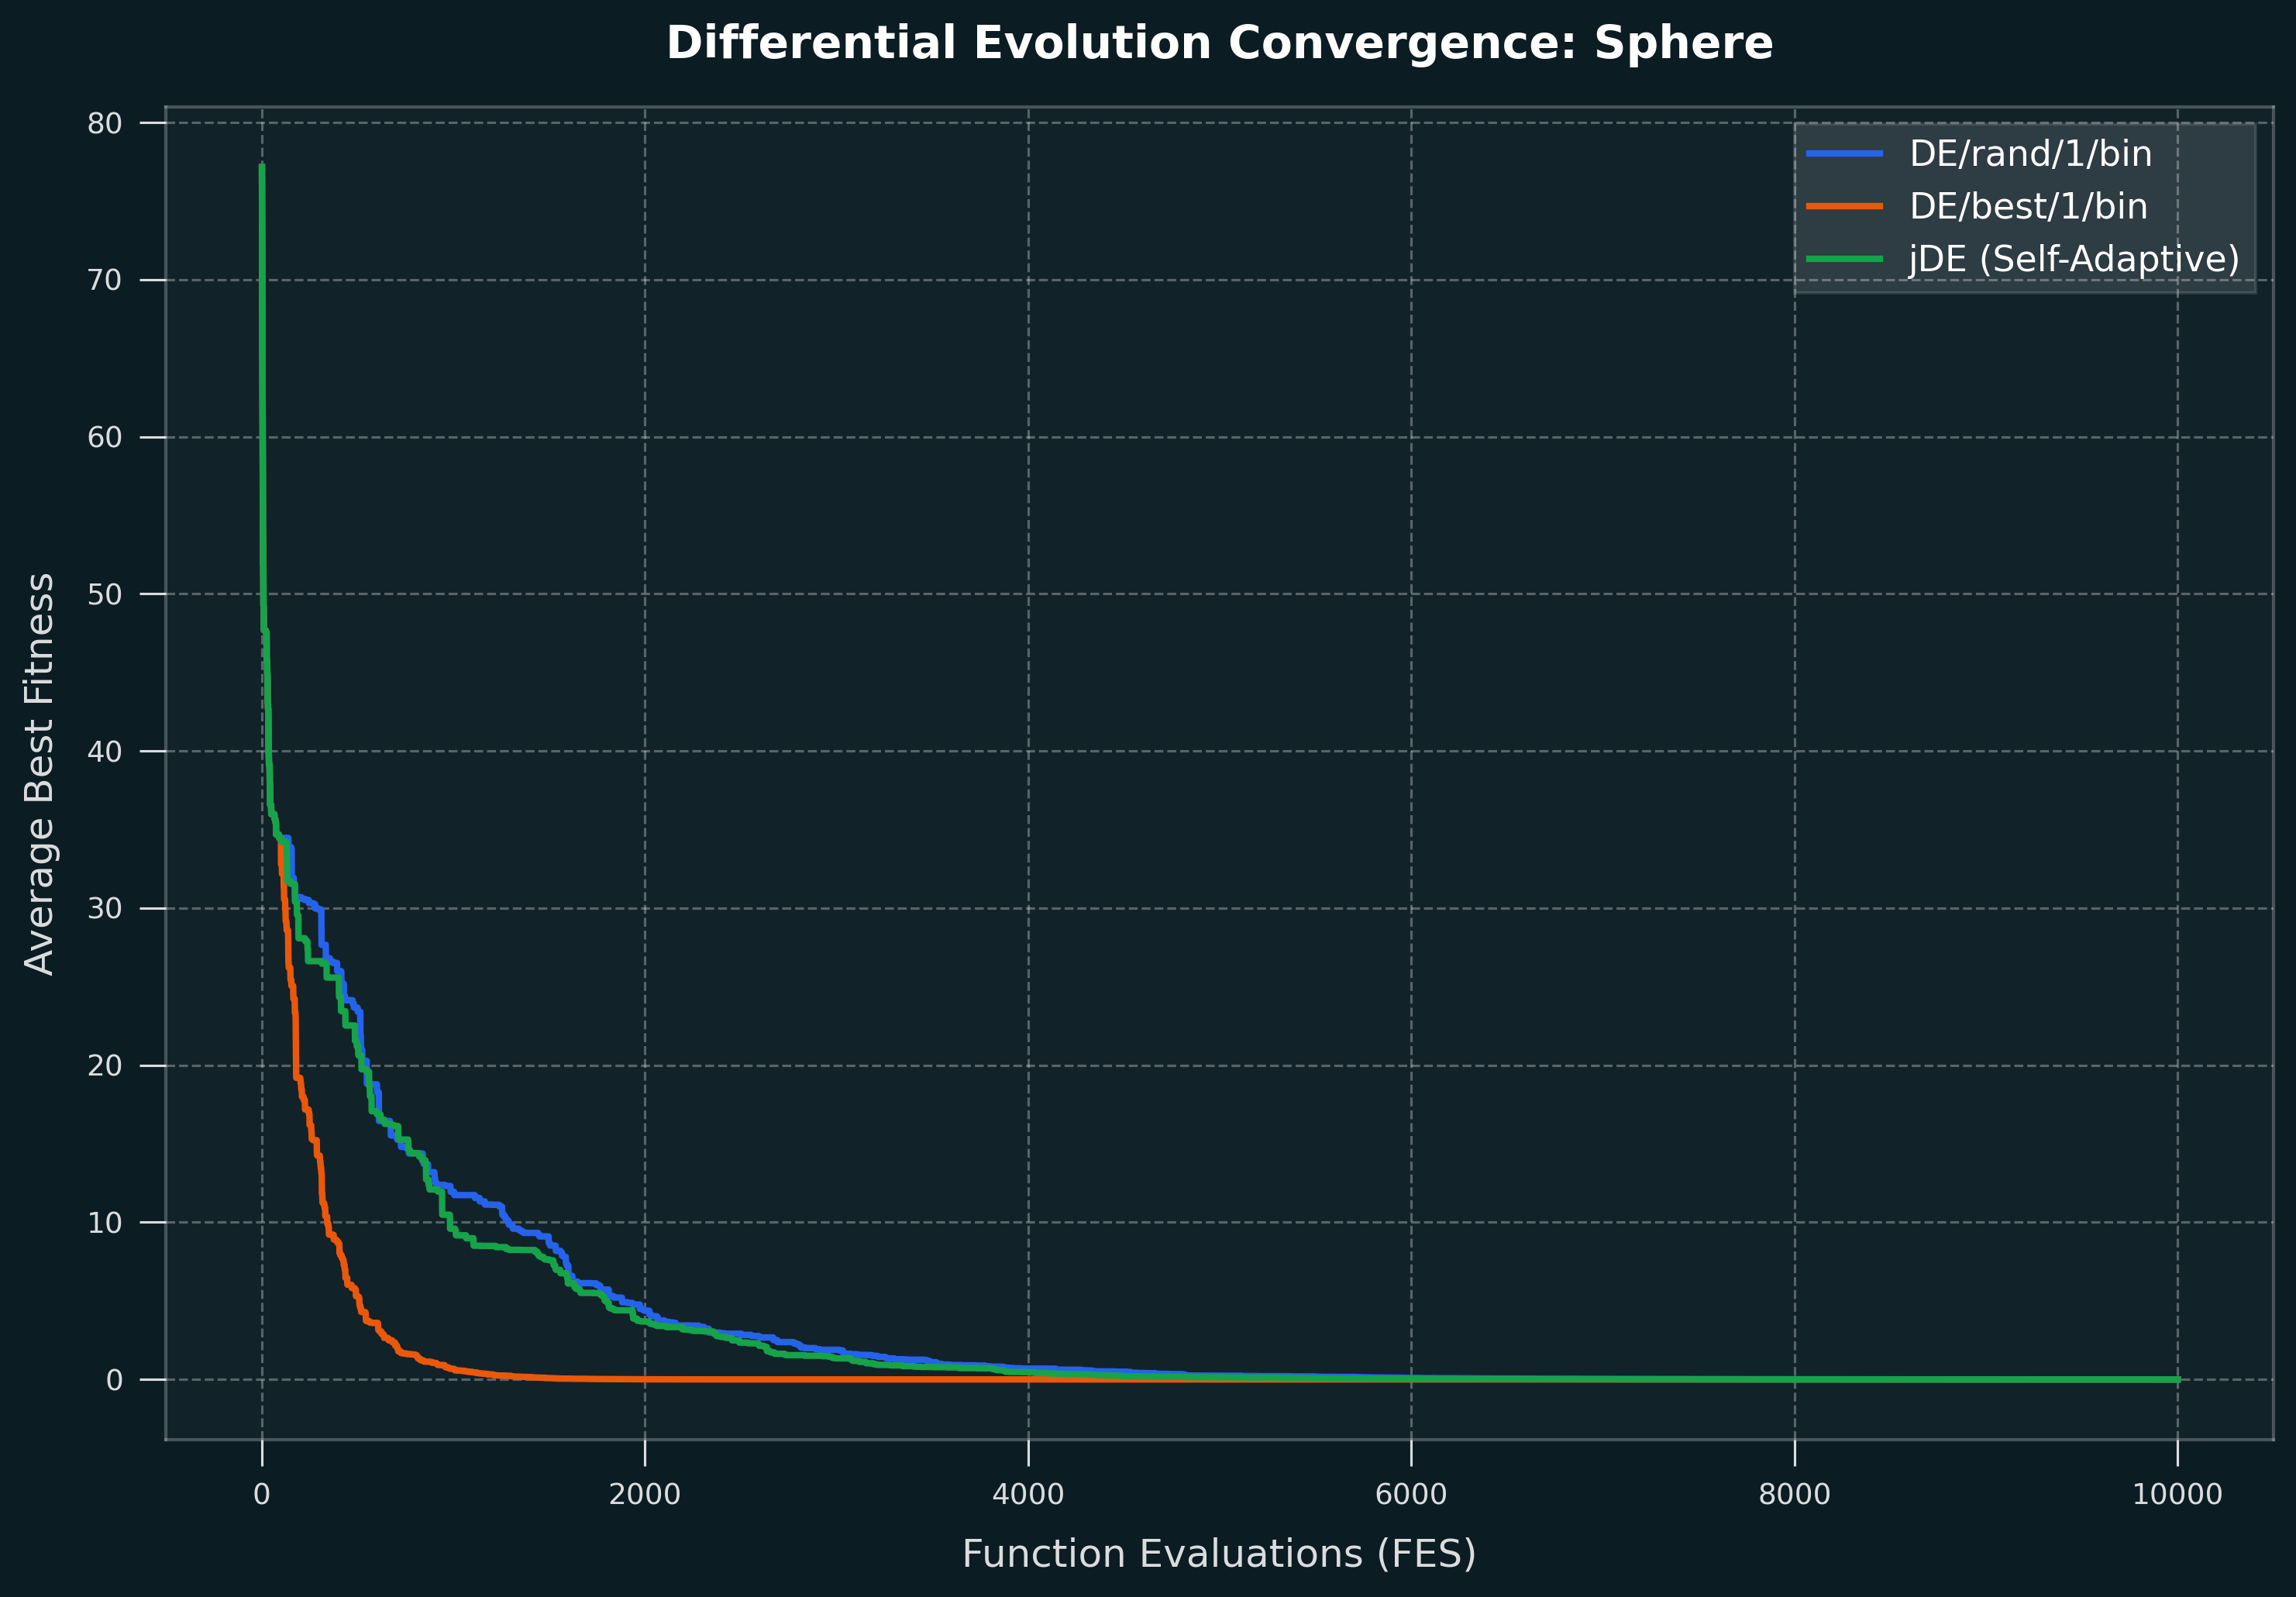 Differential Evolution Convergence: Sphere
80
70
60
50
40
30
20
10
0
Average Best Fitness
DE/rand/1/bin
DE/best/1/bin
jDE (Self-Adaptive)
0 2000 4000 6000 8000 10000
Function Evaluations (FES)